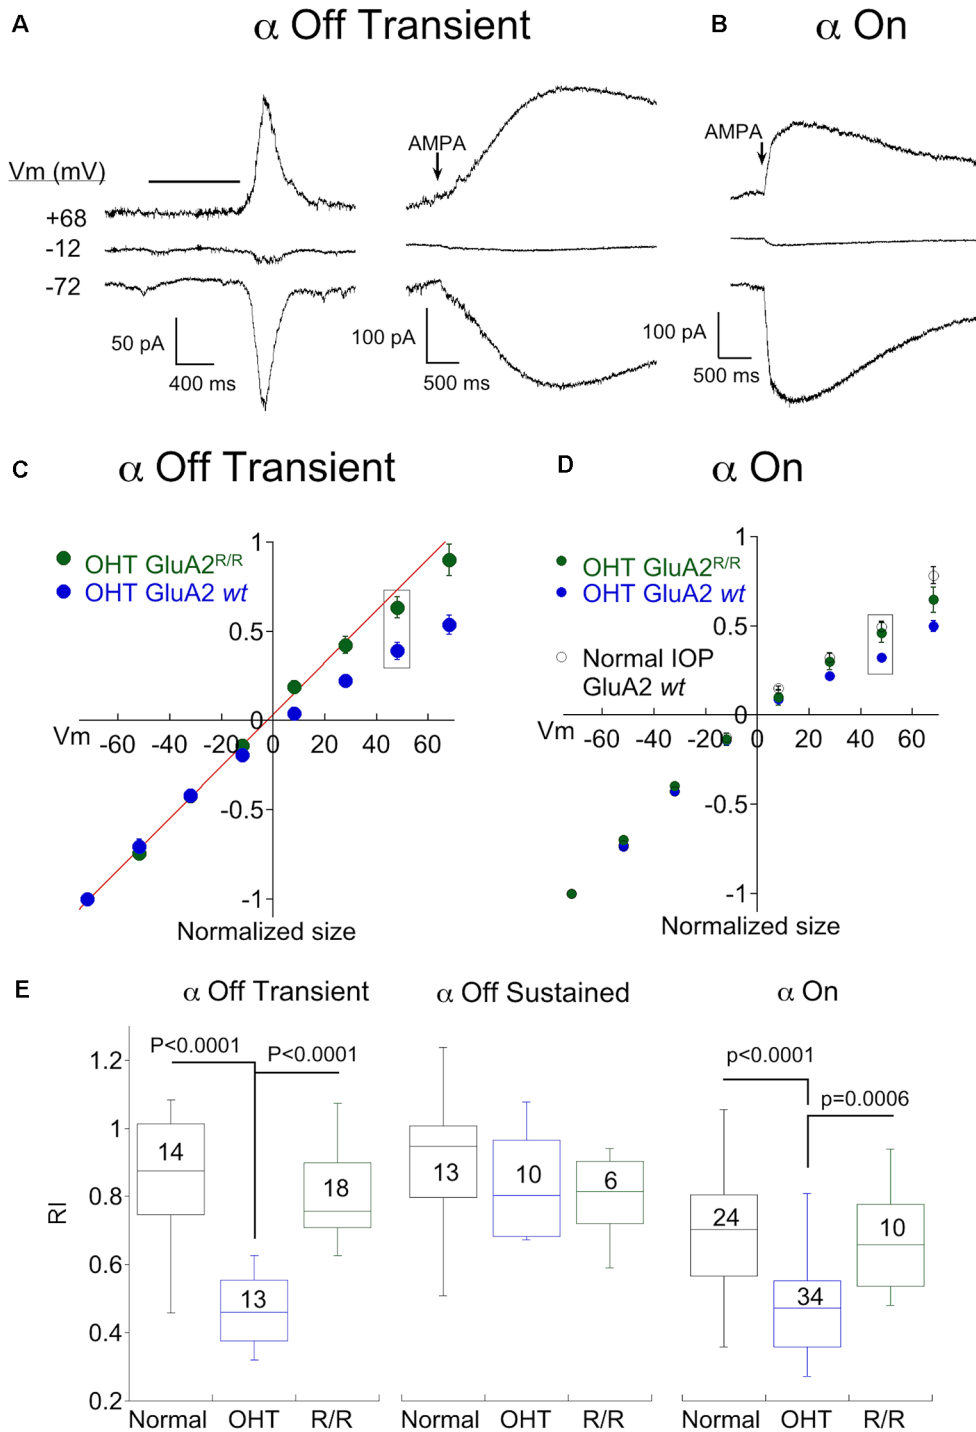 A
α Off Transient
B
α On
Vm (mV)
+68
-12
-72
AMPA
AMPA
50 pA
400 ms
100 pA
500 ms
100 pA
500 ms
C
α Off Transient
D
α On
OHT GluA2R/R
OHT GluA2 wt
1
0.5
0
-0.5
-1
Vm
-60 -40 -20 0 20 40 60
Normalized size
OHT GluA2R/R
OHT GluA2 wt
Normal IOP
GluA2 wt
1
0.5
0
-0.5
-1
Vm
-60 -40 -20 0 20 40 60
Normalized size
E
α Off Transient
α Off Sustained
α On
RI
1.2
1
0.8
0.6
0.4
0.2
P<0.0001
P<0.0001
p<0.0001
p=0.0006
14
13
18
13
10
6
24
34
10
Normal OHT R/R
Normal OHT R/R
Normal OHT R/R